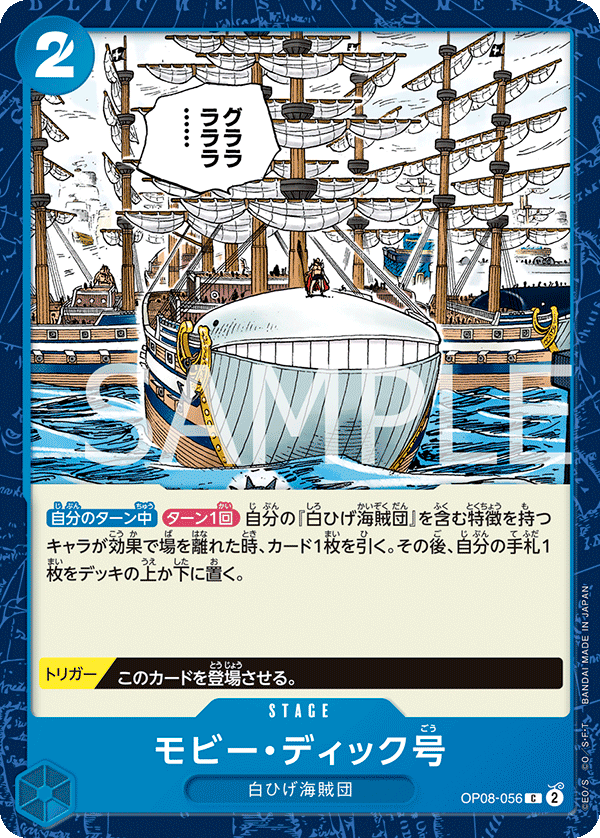 DELICHESTEISMEER
2
グララ
ラララ
……
SAMPLE
自分のターン中 ターン1回 自分の『白ひげ海賊団』を含む特徴を持つ
キャラが効果で場を離れた時、カード1枚を引く。その後、自分の手札1
枚をデッキの上か下に置く。
トリガー このカードを登場させる。
STAGE
モビー・ディック号
白ひげ海賊団
OP08-056 C 2
©E.O/S. ©O/S.F.T BANDAI MADE IN JAPAN